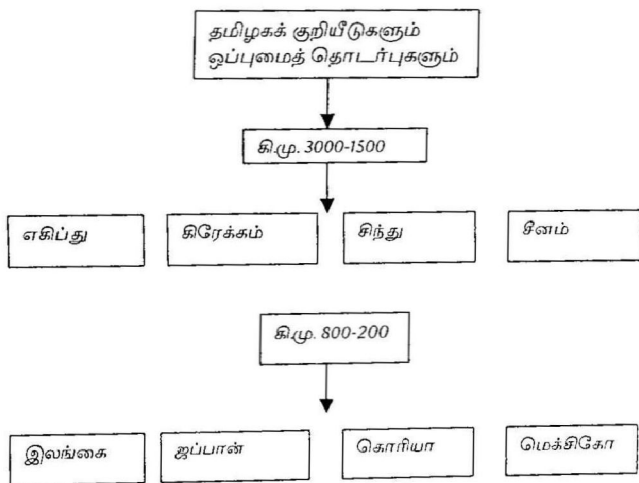 தமிழகக் குறியீடுகளும்
ஒப்புமைத் தொடர்புகளும்
கி.மு. 3000-1500
எகிப்து
கிரேக்கம்
சிந்து
சீனம்
கி.மு. 800-200
இலங்கை
ஜப்பான்
கொரியா
மெக்சிகோ